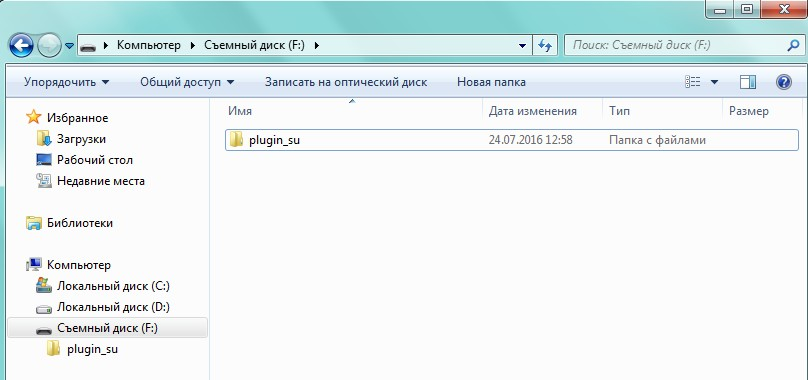 Компьютер Съемный диск (F:) Поиск: Съемный диск (F:)
Упорядочить Общий доступ Записать на оптический диск Новая папка
Избранное
Загрузки
Рабочий стол
Недавние места
Библиотеки
Компьютер
Локальный диск (C:)
Локальный диск (D:)
Съемный диск (F:)
plugin_su
Имя Дата изменения Тип Размер
plugin_su 24.07.2016 12:58 Папка с файлами